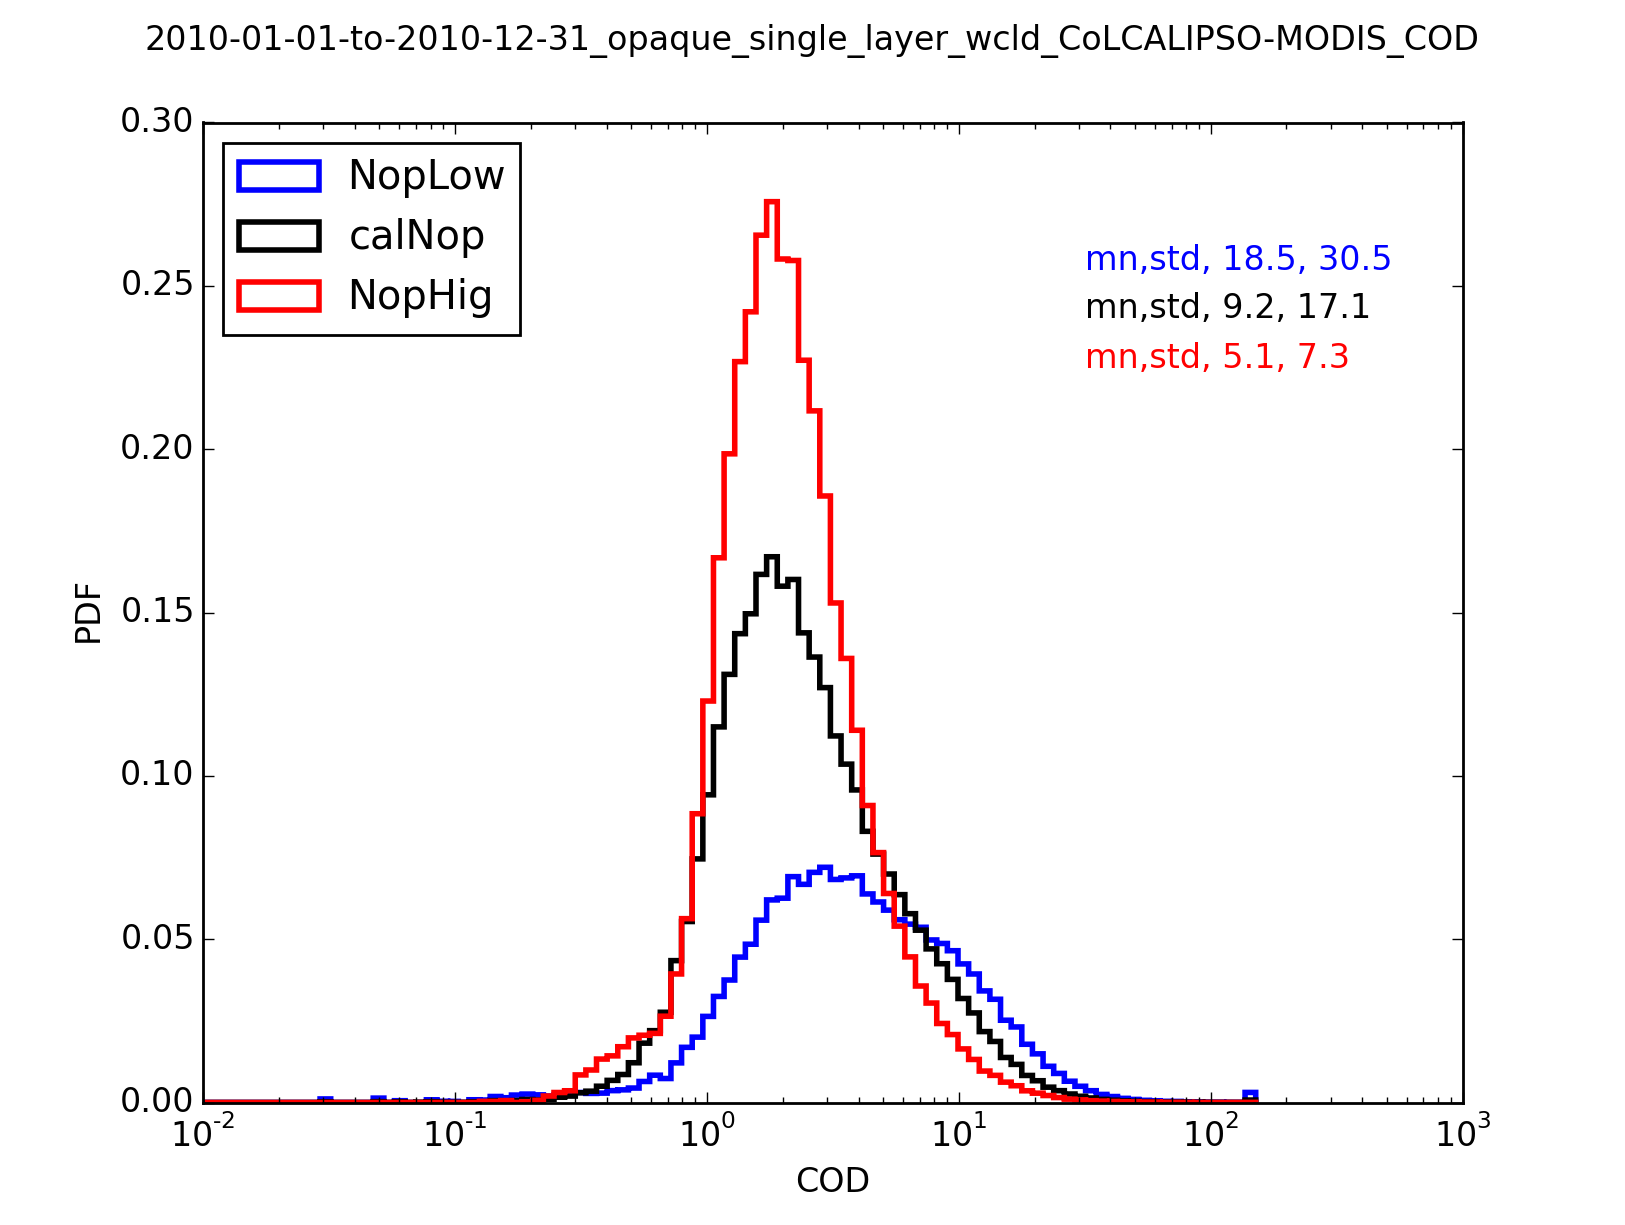 2010-01-01-to-2010-12-31_opaque_single_layer_wcld_CoLCALIPSO-MODIS_COD
0.30
0.25
0.20
0.15
0.10
0.05
0.00
PDF
NopLow
calNop
NopHig
mn,std, 18.5, 30.5
mn,std, 9.2, 17.1
mn,std, 5.1, 7.3
10^-2 10^-1 10^0 10^1 10^2 10^3
COD